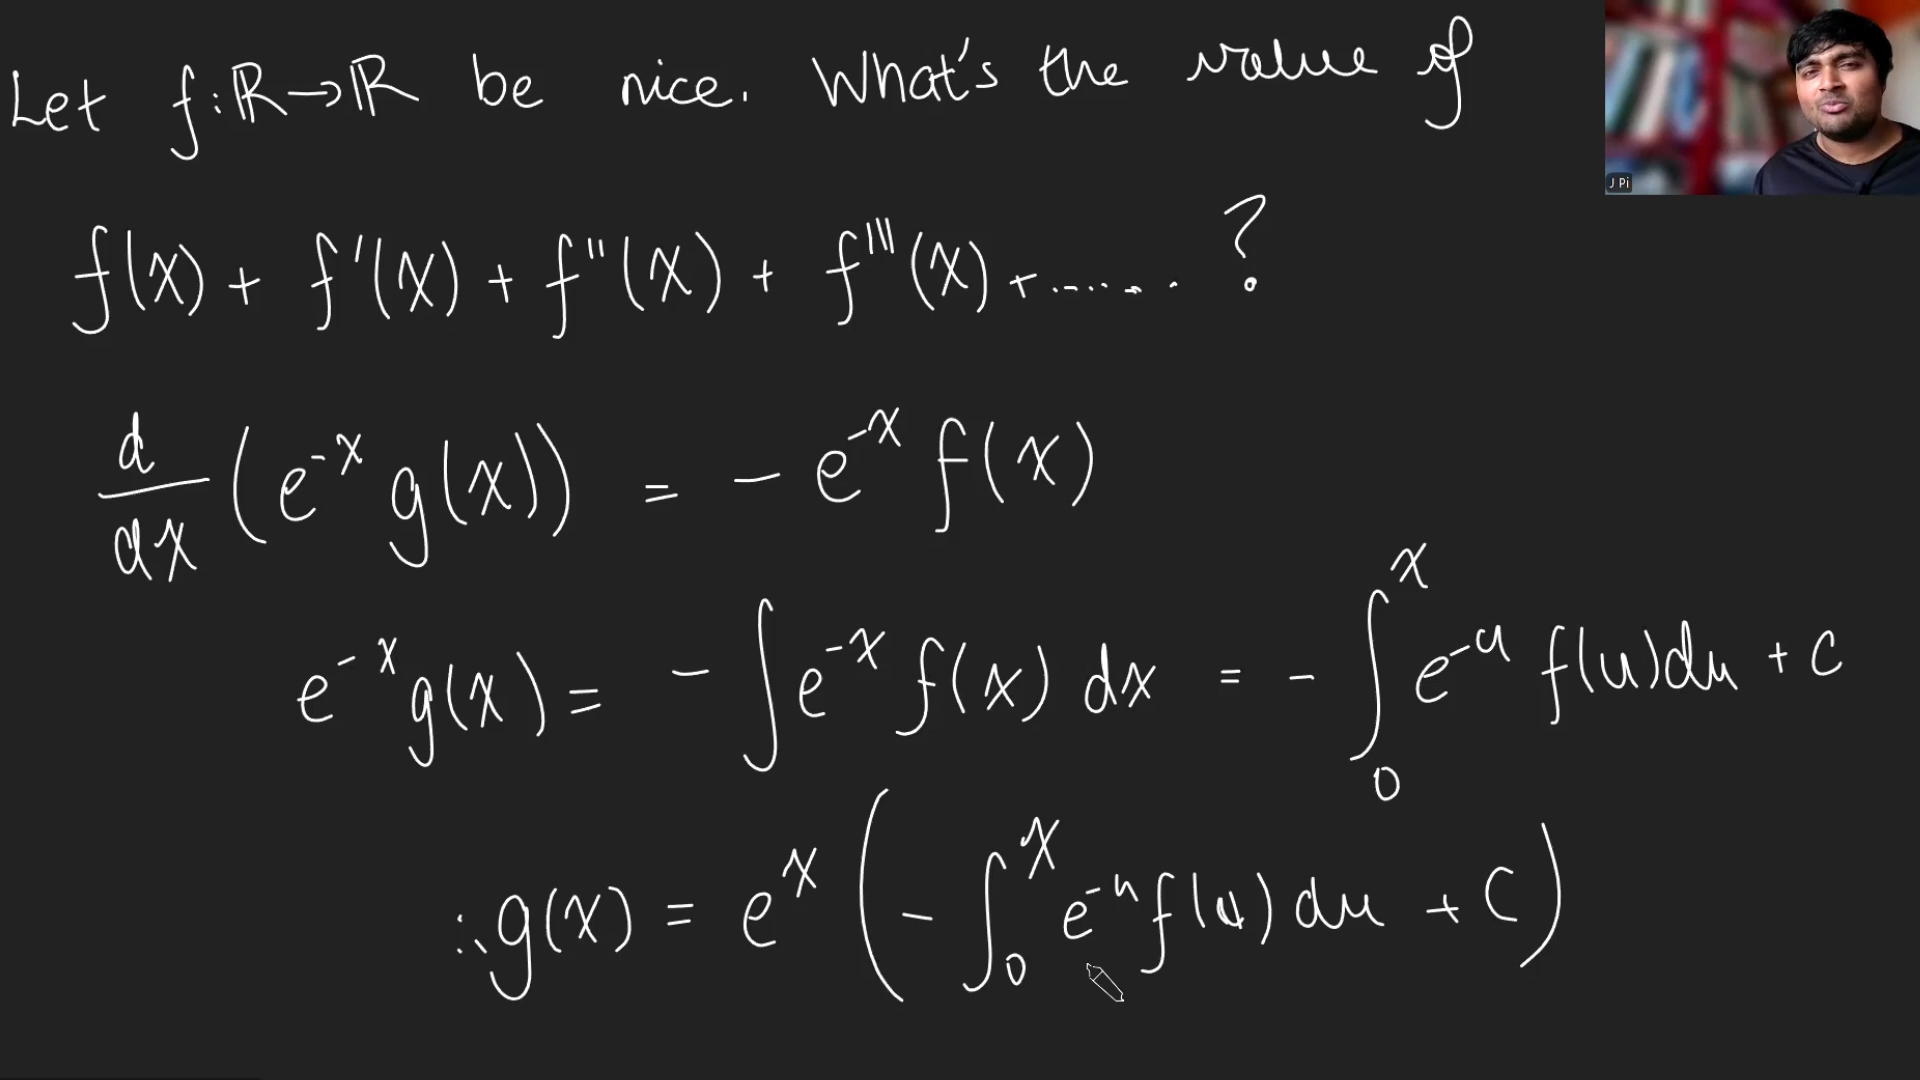 Let f:ℝ→ℝ be nice. What's the value of
J Pi
f(x) + f'(x) + f''(x) + f'''(x) + ....... ?
d/dx (e^{-x} g(x)) = - e^{-x} f(x)
e^{-x} g(x) = - ∫ e^{-x} f(x) dx = - ∫_0^x e^{-u} f(u) du + C
∴ g(x) = e^x ( - ∫_0^x e^{-u} f(u) du + C )